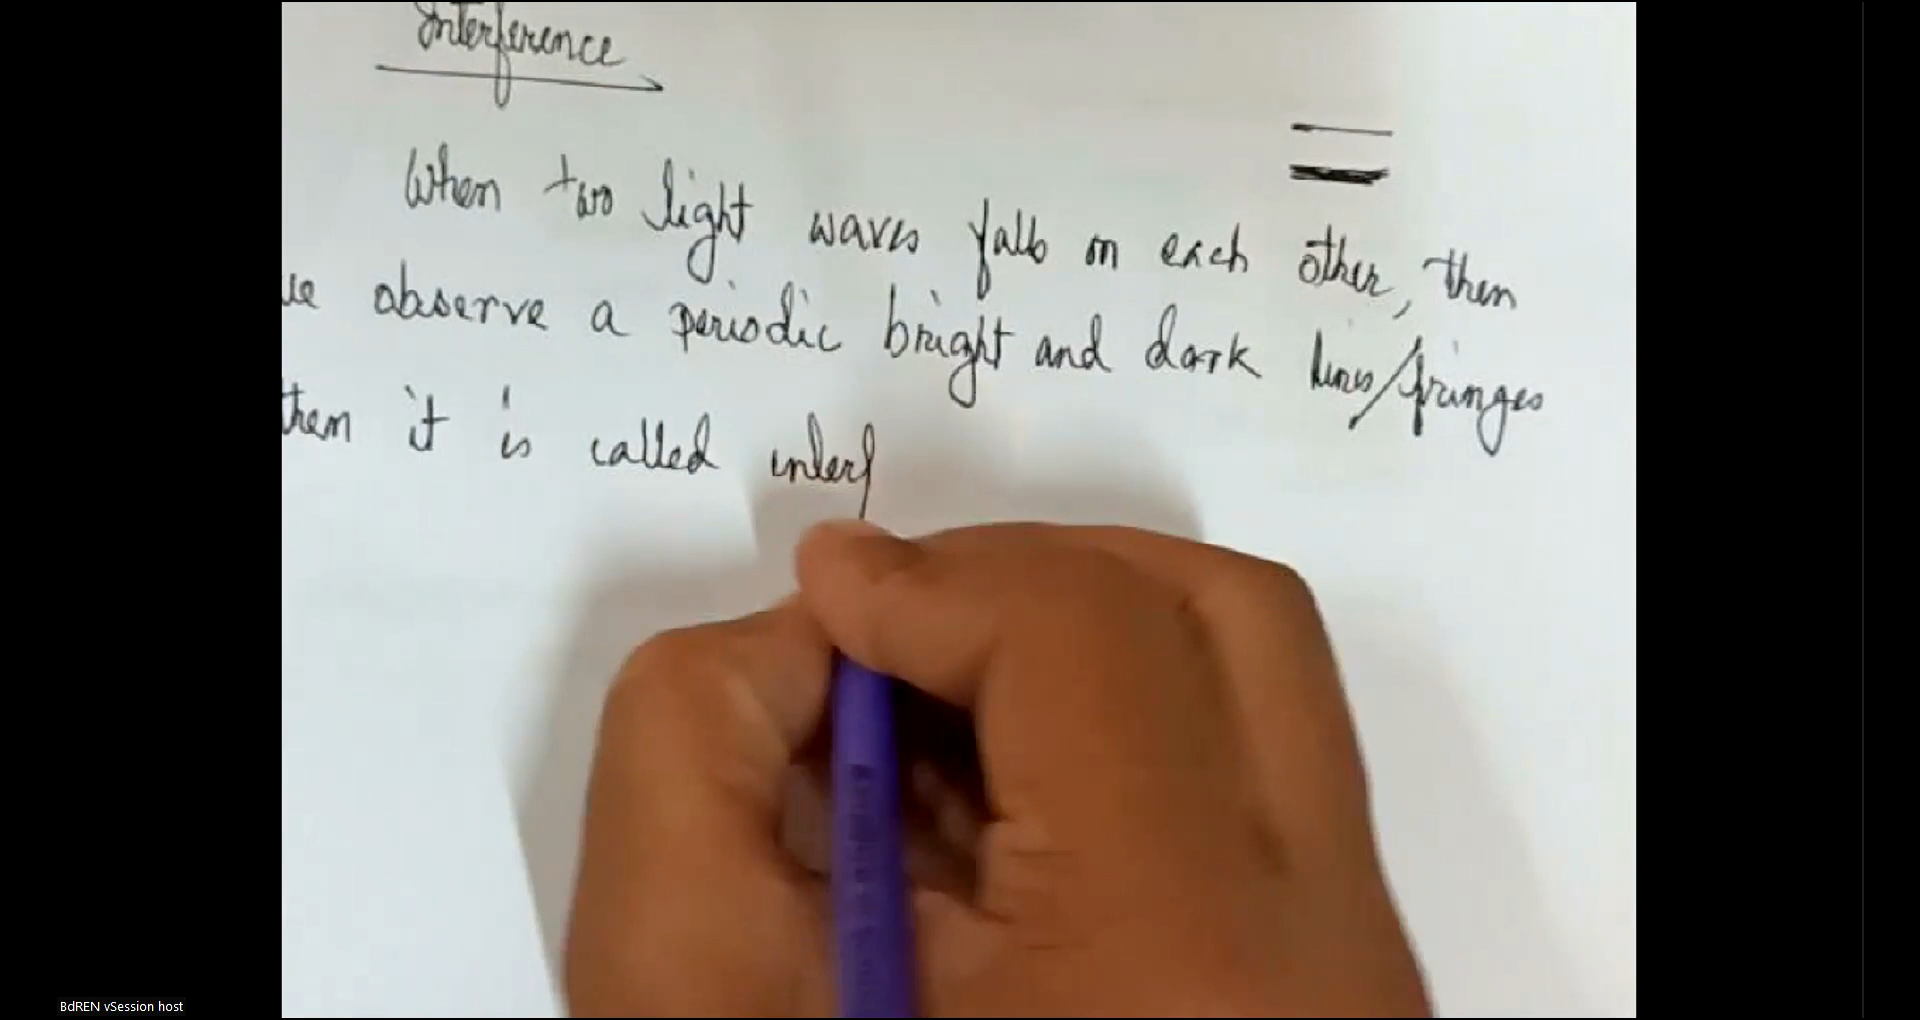 Interference
When two light waves falls on each other, then
we observe a periodic bright and dark lines/fringes
then it is called interf
BdREN vSession host